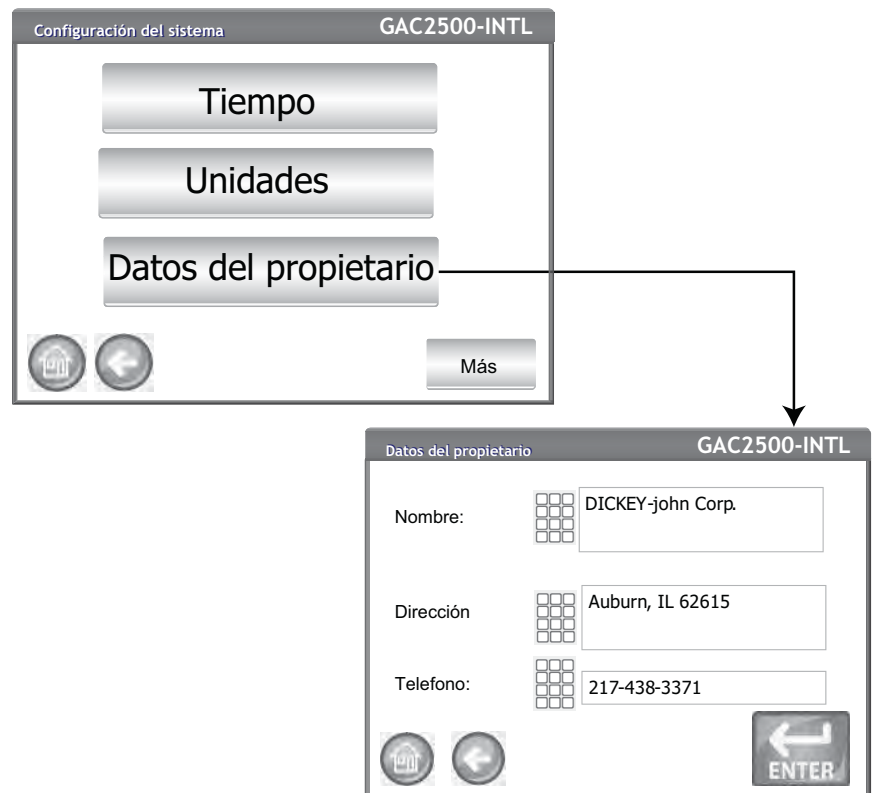 Configuración del sistema GAC2500-INTL
Tiempo
Unidades
Datos del propietario
Más
Datos del propietario GAC2500-INTL
Nombre: DICKEY-john Corp.
Dirección Auburn, IL 62615
Telefono: 217-438-3371
ENTER